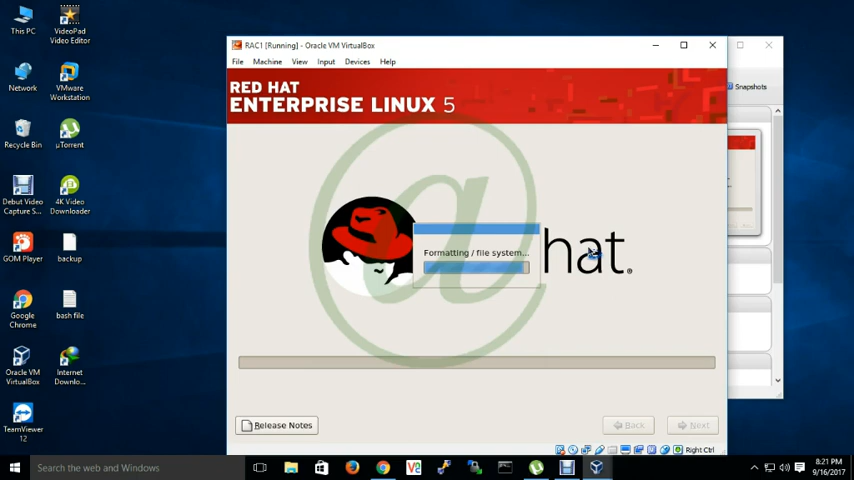 This PC
VideoPad
Video Editor
Network
VMware
Workstation
Recycle Bin
µTorrent
Debut Video
Capture S...
4K Video
Downloader
GOM Player
backup
Google
Chrome
bash file
Oracle VM
VirtualBox
Internet
Downlo...
TeamViewer
12
RAC1 [Running] - Oracle VM VirtualBox
File Machine View Input Devices Help
Snapshots
RED HAT
ENTERPRISE LINUX 5
Formatting / file system...
hat.
Release Notes
Back
Next
Right Ctrl
Search the web and Windows
8:21 PM
9/16/2017